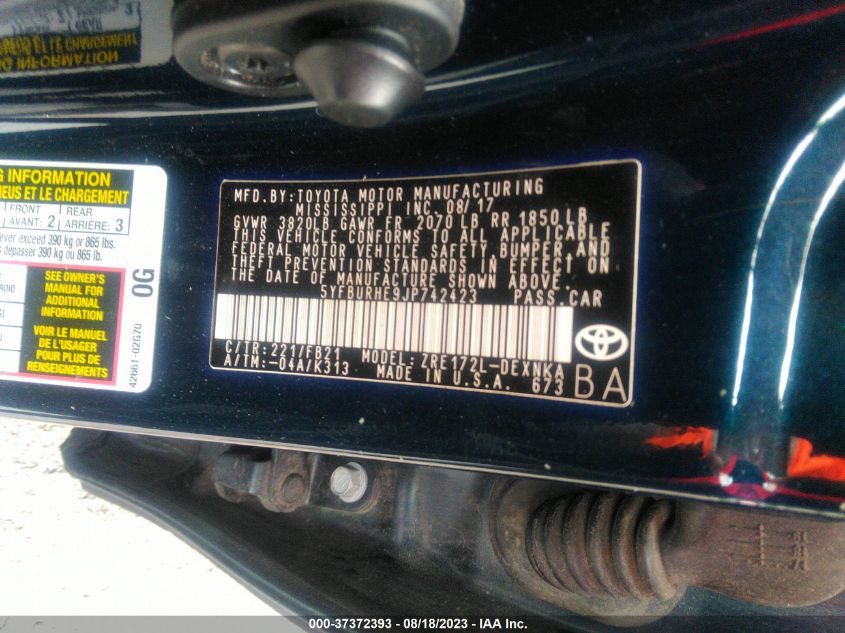 G INFORMATION
NEUS ET LE CHARGEMENT
FRONT REAR
AVANT: 2 ARRIÈRE: 3
ever exceed 390 kg or 865 lbs.
dépasser 390 kg ou 865 lb.
SEE OWNER'S
MANUAL FOR
ADDITIONAL
INFORMATION
VOIR LE MANUEL
DE L'USAGER
POUR PLUS DE
RENSEIGNEMENTS
0G
42661-02G70
MFD.BY:TOYOTA MOTOR MANUFACTURING
MISSISSIPPI INC. 08/17
GVWR 3820LB GAWR FR 2070 LB RR 1850 LB
THIS VEHICLE CONFORMS TO ALL APPLICABLE
FEDERAL MOTOR VEHICLE SAFETY, BUMPER, AND
THEFT PREVENTION STANDARDS IN EFFECT ON
THE DATE OF MANUFACTURE SHOWN ABOVE.
5YFBURHE9JP742423 PASS.CAR
C/TR:221/FB21 MODEL: ZRE172L-DEXNKA
A/TM:-04A/K313 MADE IN U.S.A. 673
BA
000-37372393 - 08/18/2023 - IAA Inc.